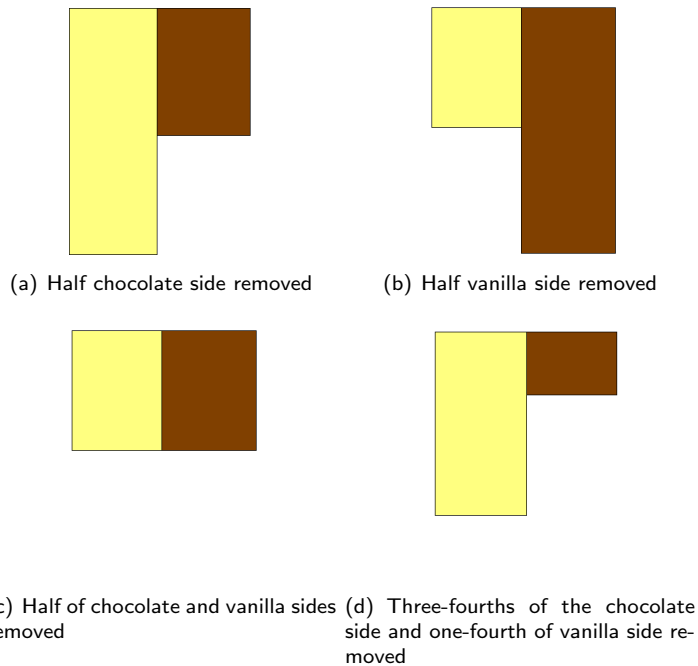 (a) Half chocolate side removed
(b) Half vanilla side removed
c) Half of chocolate and vanilla sides
emoved
(d) Three-fourths of the chocolate
side and one-fourth of vanilla side re-
moved